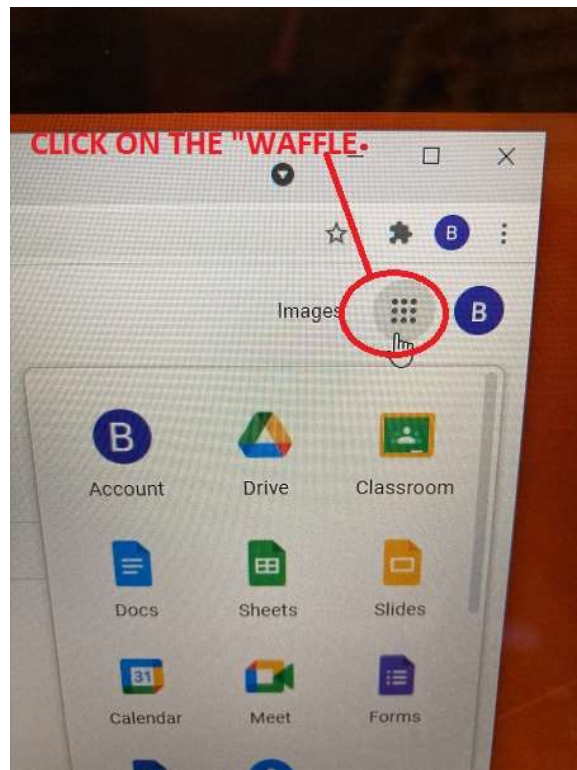 CLICK ON THE "WAFFLE
B
Images
B
B
Account
Drive
Classroom
Docs
Sheets
Slides
31
Calendar
Meet
Forms